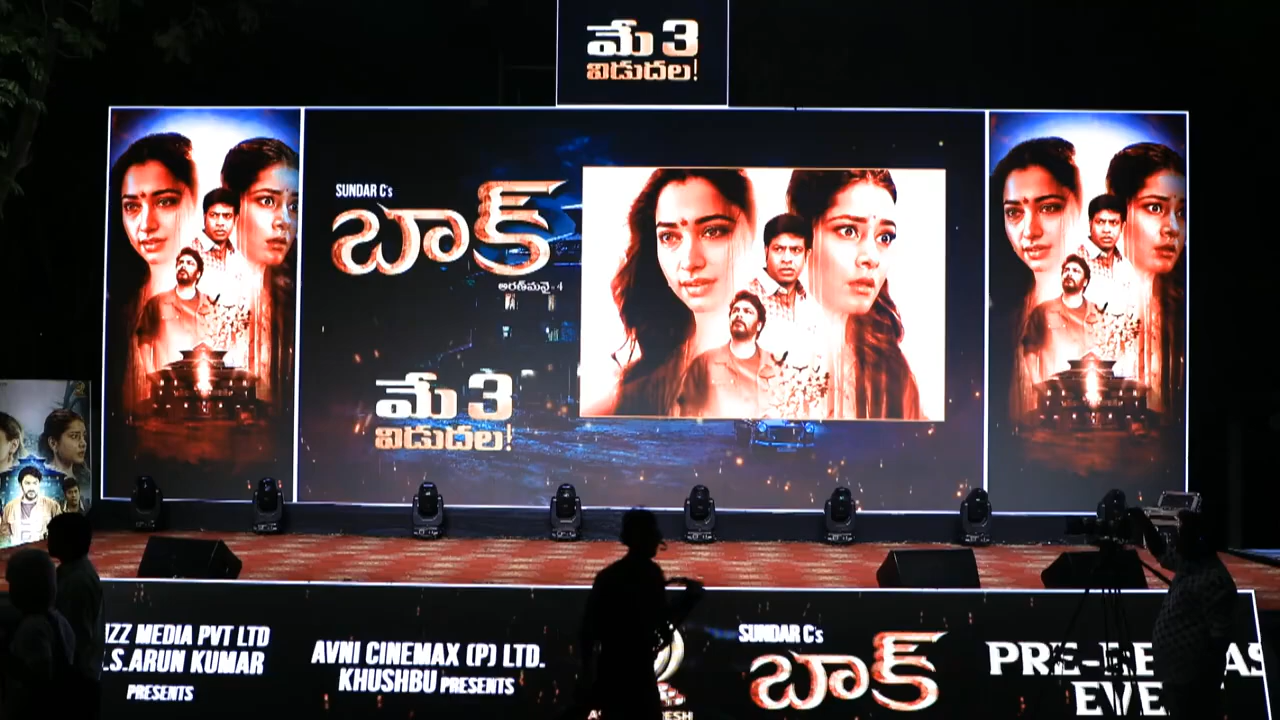 మే 3
విడుదల!
SUNDAR C's
బాక్
అరణ్‌మనై - 4
మే 3
విడుదల!
IZZ MEDIA PVT LTD
.S.ARUN KUMAR
PRESENTS
AVNI CINEMAX (P) LTD.
KHUSHBU PRESENTS
SUNDAR C's
బాక్
PRE-RE AS
EVE